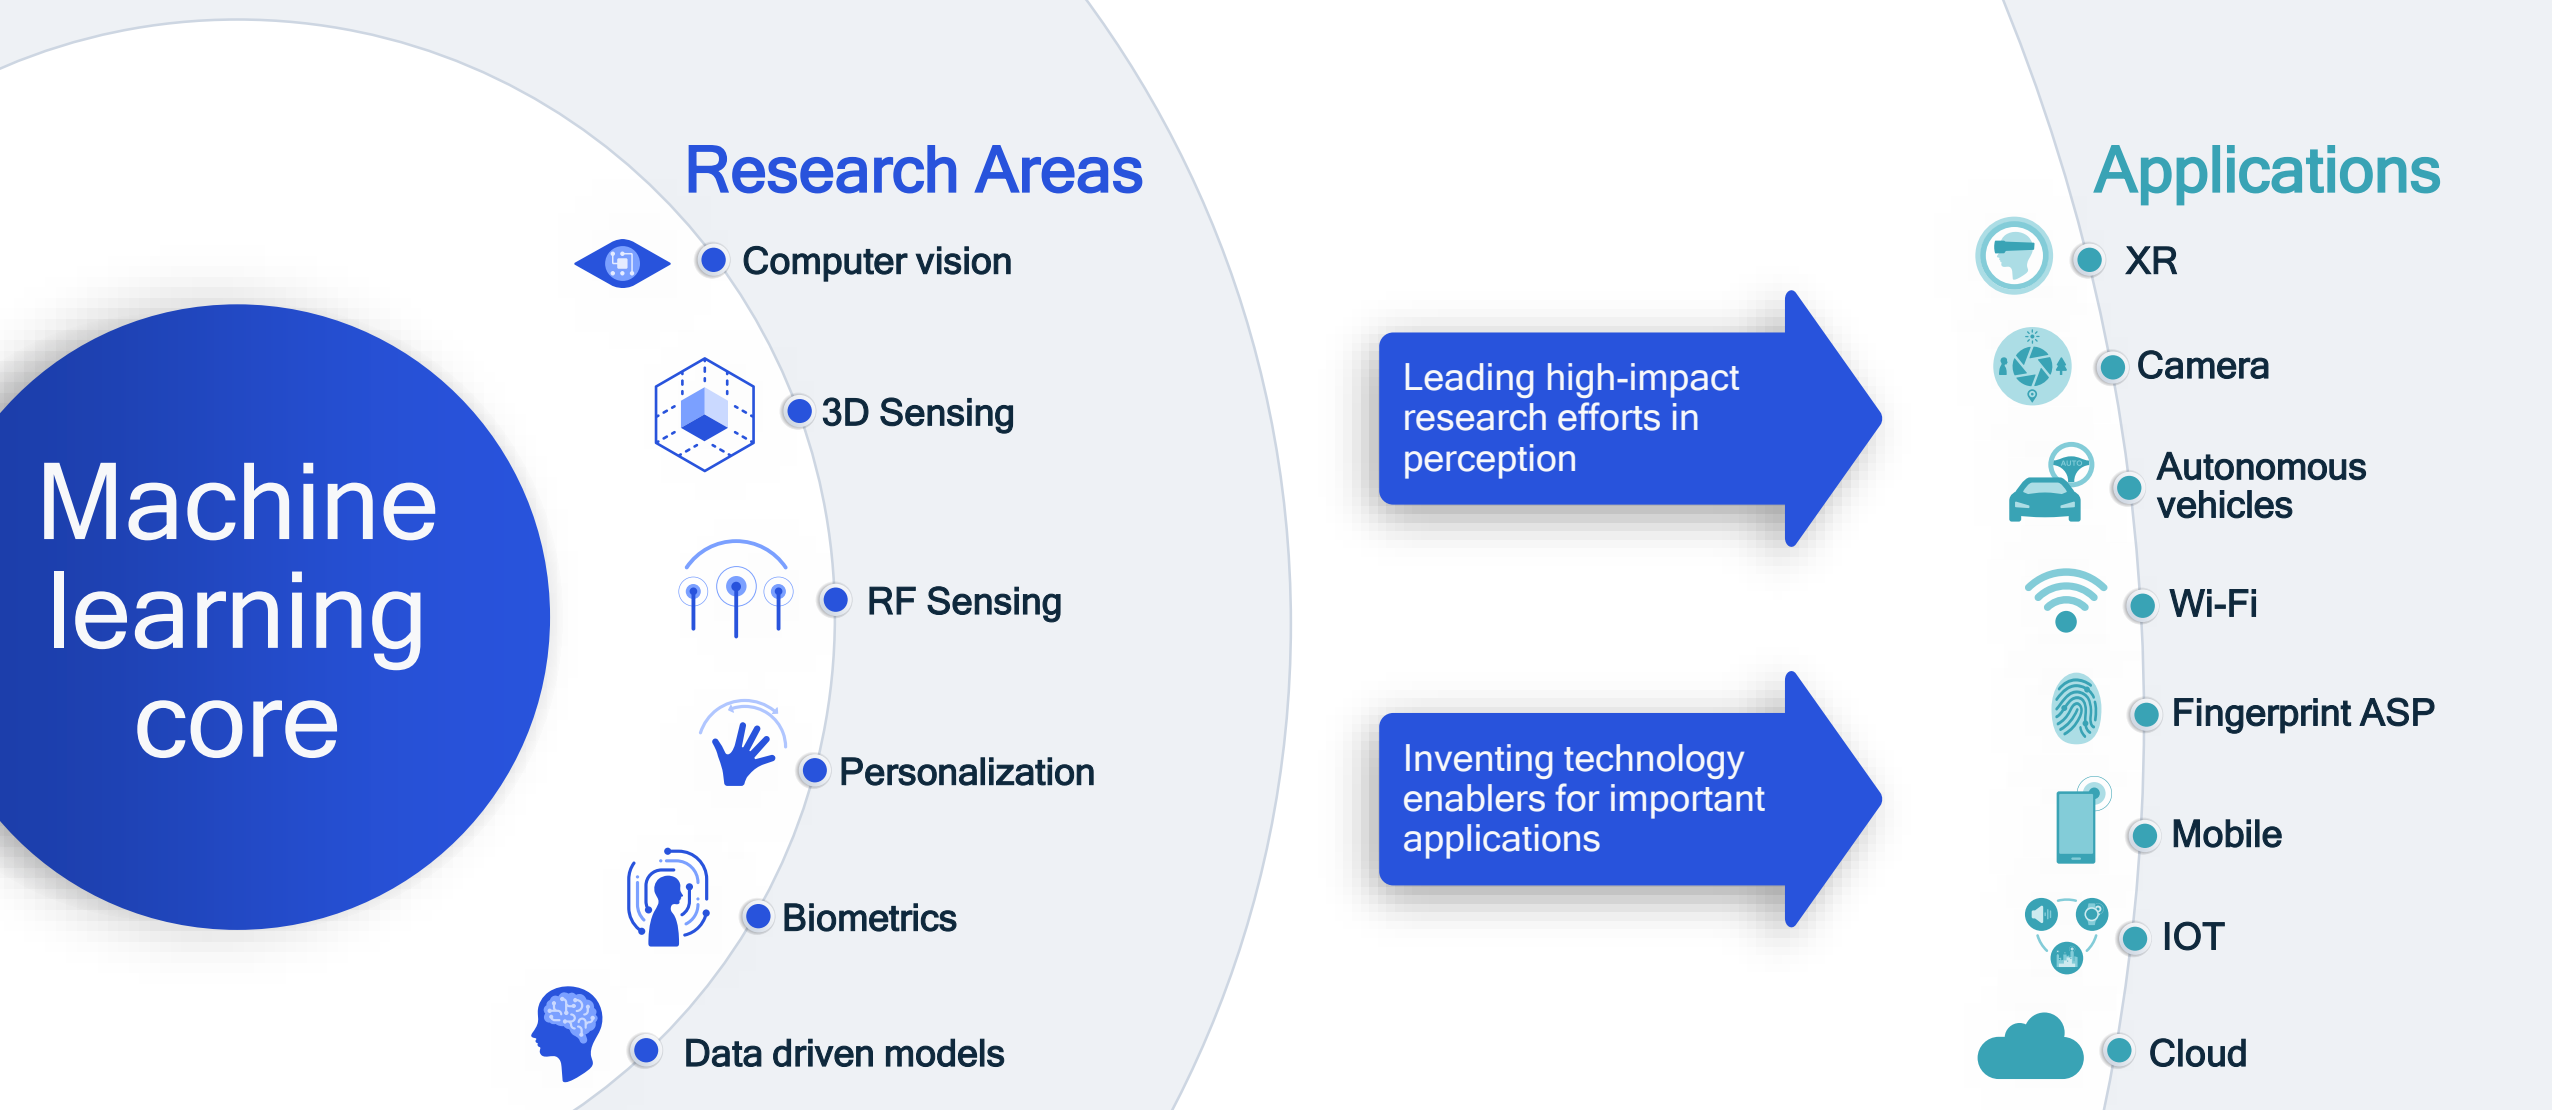 Machine
learning
core
Research Areas
Computer vision
3D Sensing
RF Sensing
Personalization
Biometrics
Data driven models
Leading high-impact
research efforts in
perception
Inventing technology
enablers for important
applications
Applications
XR
Camera
AUTO
Autonomous
vehicles
Wi-Fi
Fingerprint ASP
Mobile
IOT
Cloud